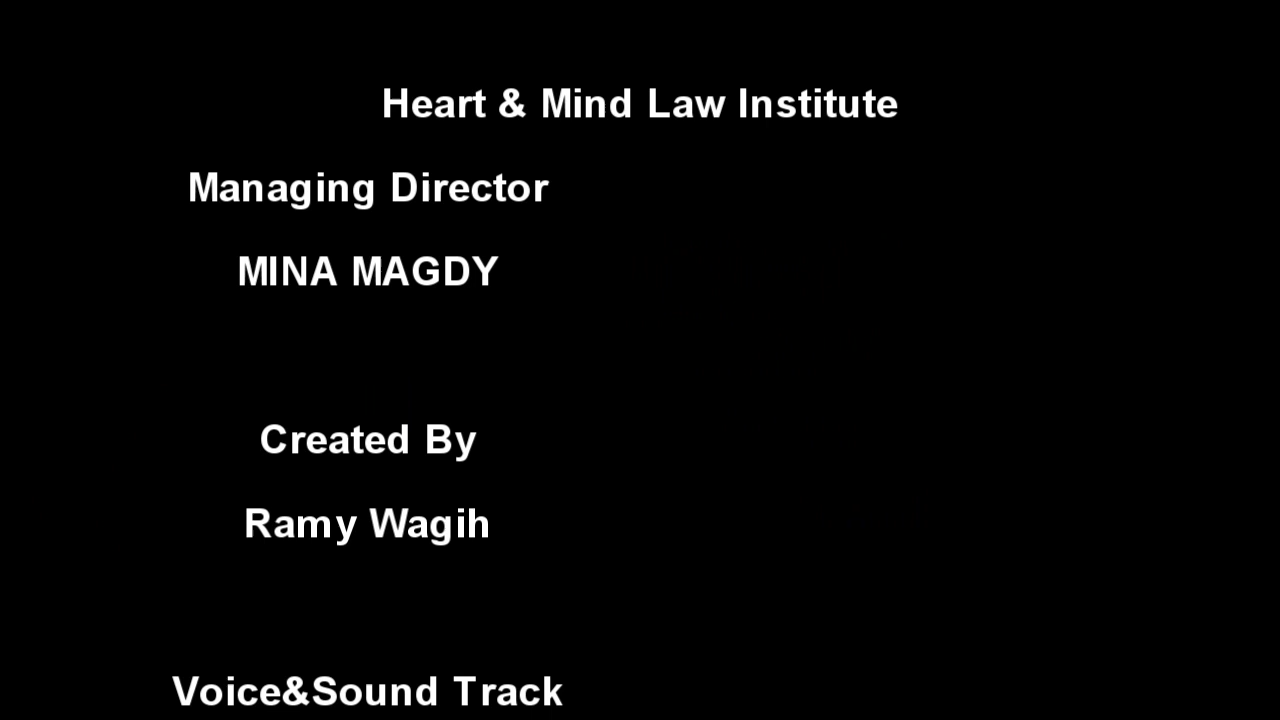 Heart & Mind Law Institute
Managing Director
MINA MAGDY
Created By
Ramy Wagih
Voice&Sound Track